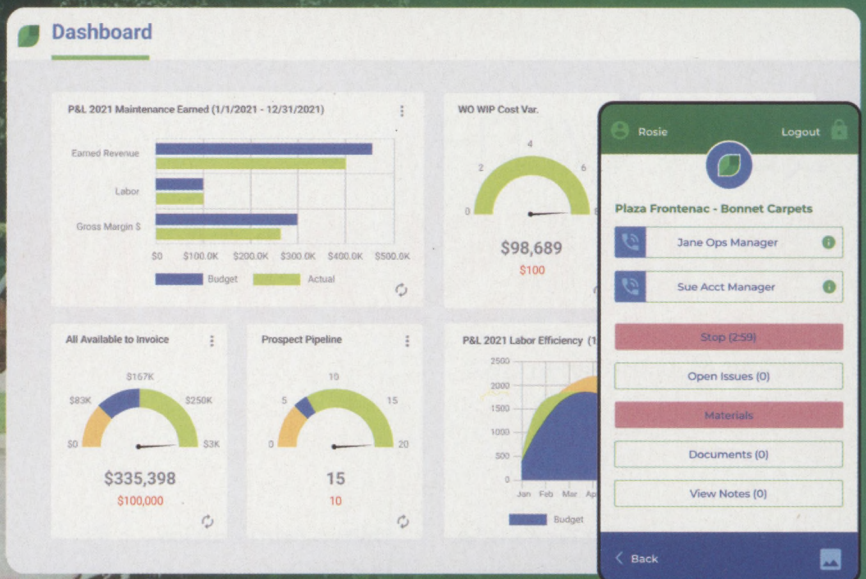 Dashboard
P&L 2021 Maintenance Earned (1/1/2021 - 12/31/2021)
Earned Revenue
Labor
Gross Margin $
$0 $100.0K $200.0K $300.0K $400.0K $500.0K
Budget Actual
WO WIP Cost Var.
4
2 6
0 8
$98,689
$100
All Available to Invoice
$167K
$83K $250K
$0 $3K
$335,398
$100,000
Prospect Pipeline
10
5 15
0 20
15
10
P&L 2021 Labor Efficiency (1
2500
2000
1500
1000
500
0
Jan Feb Mar Ap
Budget
Rosie Logout
Plaza Frontenac - Bonnet Carpets
Jane Ops Manager
Sue Acct Manager
Stop (2:59)
Open Issues (0)
Materials
Documents (0)
View Notes (0)
Back